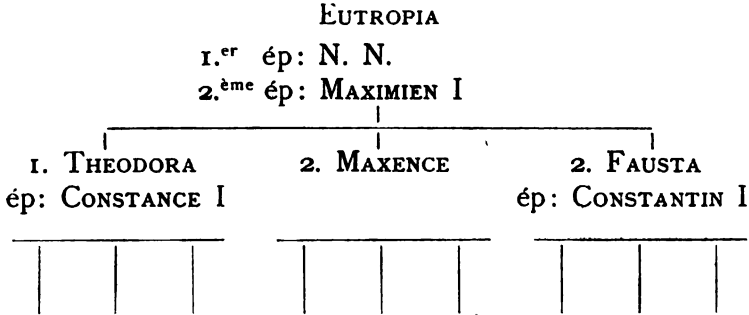 Eutropia
1.er ép: N. N.
2.ème ép: Maximien I
1. Theodora 2. Maxence 2. Fausta
ép: Constance I ép: Constantin I